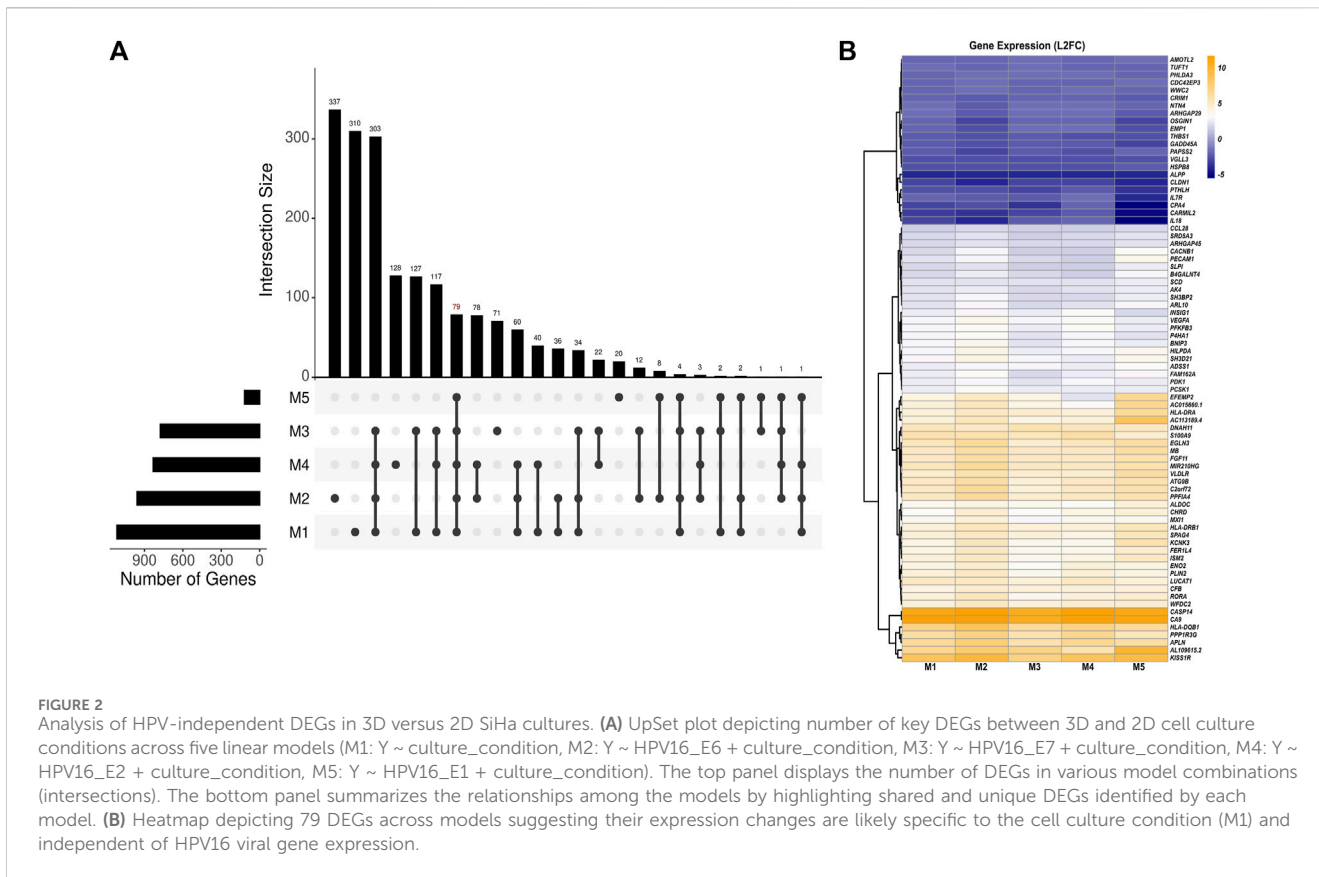 A
337
310
303
128
127
117
79
78
71
60
40
36
34
22
20
12
8
4
3
2
2
1
1
1
Intersection Size
300
200
100
0
M5
M3
M4
M2
M1
900 600 300 0
Number of Genes
B
Gene Expression (L2FC)
10
5
0
-5
AMOTL2
TUFT1
PHLDA3
CDC42EP3
WWC2
CRIM1
NTN4
ARHGAP29
OSGIN1
EMP1
THBS1
GADD45A
PAPSS2
VGLL3
HSPB8
ALPP
CLDN1
PTHLH
IL7R
CPA4
CARMIL2
IL18
CCL28
SRD5A3
ARHGAP45
CACNB1
PECAM1
SLPI
B4GALNT4
SCD
AK4
SH3BP2
ARL10
INSIG1
VEGFA
PFKFB3
P4HA1
BNIP3
HILPDA
SH3D21
ADSS1
FAM162A
PDK1
PCSK1
EFEMP2
AC015660.1
HLA-DRA
AC113189.4
DNAH11
S100A9
EGLN3
MB
FGF11
MIR210HG
VLDLR
ATG9B
C2orf72
PPFIA4
ALDOC
CHRD
MXI1
HLA-DRB1
SPAG4
KCNK3
FER1L4
ISM2
ENO2
PLIN2
LUCAT1
CFB
RORA
WFDC2
CASP14
CA9
HLA-DQB1
PPP1R3G
APLN
AL109615.2
KISS1R
M1 M2 M3 M4 M5
FIGURE 2
Analysis of HPV-independent DEGs in 3D versus 2D SiHa cultures. (A) UpSet plot depicting number of key DEGs between 3D and 2D cell culture
conditions across five linear models (M1: Y ~ culture_condition, M2: Y ~ HPV16_E6 + culture_condition, M3: Y ~ HPV16_E7 + culture_condition, M4: Y ~
HPV16_E2 + culture_condition, M5: Y ~ HPV16_E1 + culture_condition). The top panel displays the number of DEGs in various model combinations
(intersections). The bottom panel summarizes the relationships among the models by highlighting shared and unique DEGs identified by each
model. (B) Heatmap depicting 79 DEGs across models suggesting their expression changes are likely specific to the cell culture condition (M1) and
independent of HPV16 viral gene expression.